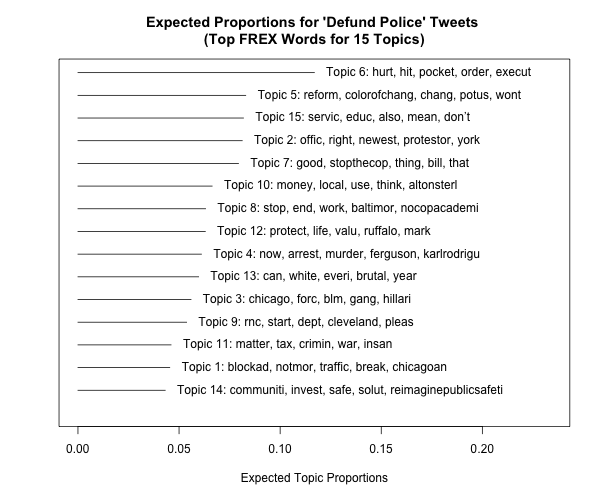 Expected Proportions for 'Defund Police' Tweets
(Top FREX Words for 15 Topics)
Topic 6: hurt, hit, pocket, order, execut
Topic 5: reform, colorofchang, chang, potus, wont
Topic 15: servic, educ, also, mean, don't
Topic 2: offic, right, newest, protestor, york
Topic 7: good, stopthecop, thing, bill, that
Topic 10: money, local, use, think, altonsterl
Topic 8: stop, end, work, baltimor, nocopacademi
Topic 12: protect, life, valu, ruffalo, mark
Topic 4: now, arrest, murder, ferguson, karlrodrigu
Topic 13: can, white, everi, brutal, year
Topic 3: chicago, forc, blm, gang, hillari
Topic 9: rnc, start, dept, cleveland, pleas
Topic 11: matter, tax, crimin, war, insan
Topic 1: blockad, notmor, traffic, break, chicagoan
Topic 14: communiti, invest, safe, solut, reimaginepublicsafeti
0.00 0.05 0.10 0.15 0.20
Expected Topic Proportions